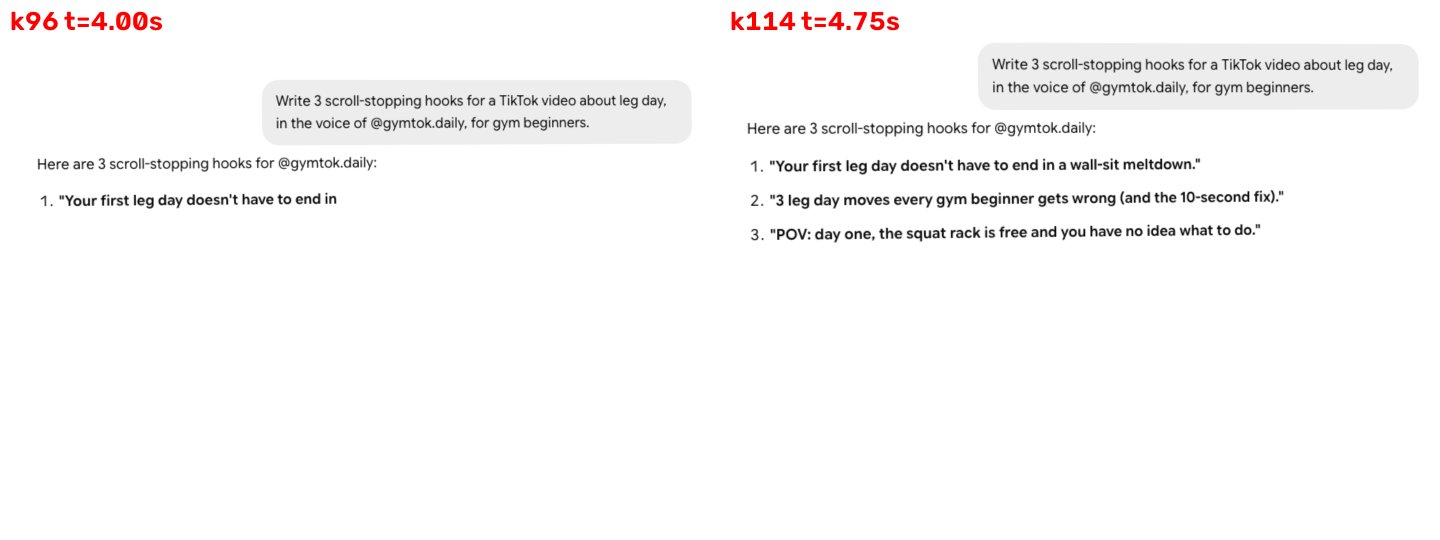 k96 t=4.00s
Write 3 scroll-stopping hooks for a TikTok video about leg day,
in the voice of @gymtok.daily, for gym beginners.
Here are 3 scroll-stopping hooks for @gymtok.daily:
1. "Your first leg day doesn't have to end in
k114 t=4.75s
Write 3 scroll-stopping hooks for a TikTok video about leg day,
in the voice of @gymtok.daily, for gym beginners.
Here are 3 scroll-stopping hooks for @gymtok.daily:
1. "Your first leg day doesn't have to end in a wall-sit meltdown."
2. "3 leg day moves every gym beginner gets wrong (and the 10-second fix)."
3. "POV: day one, the squat rack is free and you have no idea what to do."